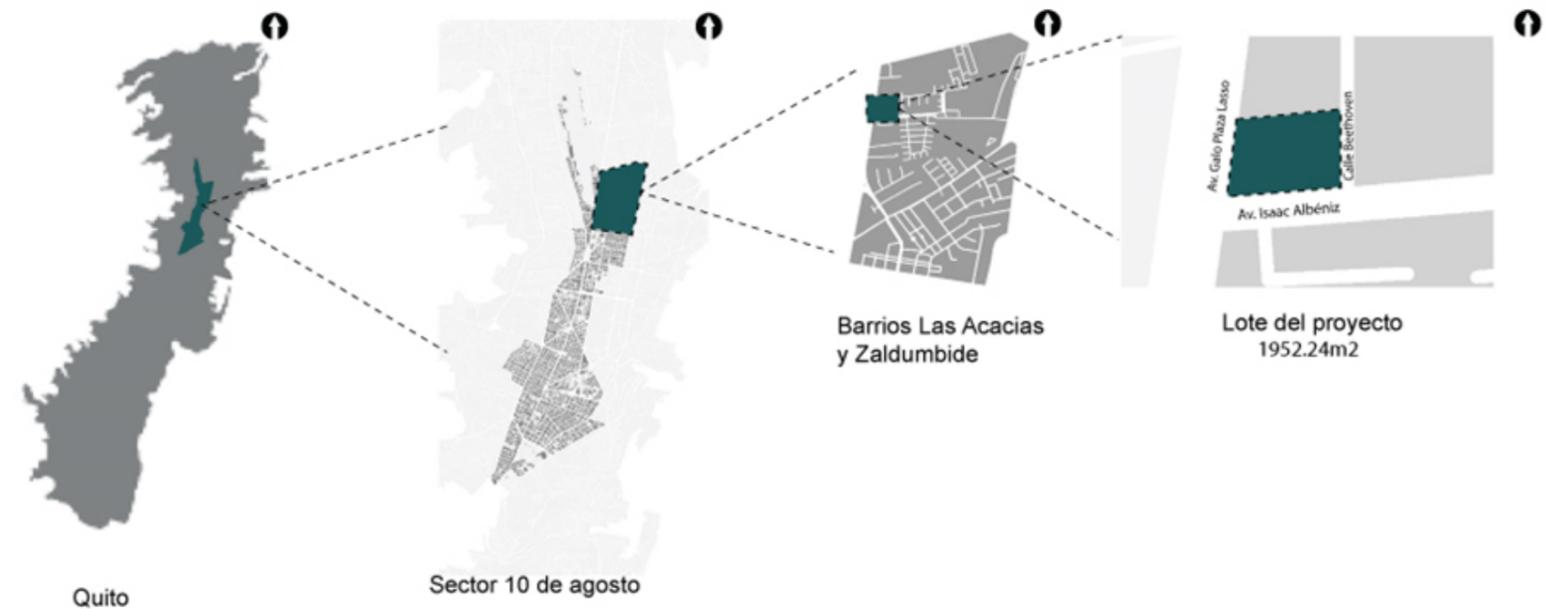 Quito
Sector 10 de agosto
Barrios Las Acacias
y Zaldumbide
Av. Galo Plaza Lasso
Calle Beethoven
Av. Isaac Albéniz
Lote del proyecto
1952.24m2